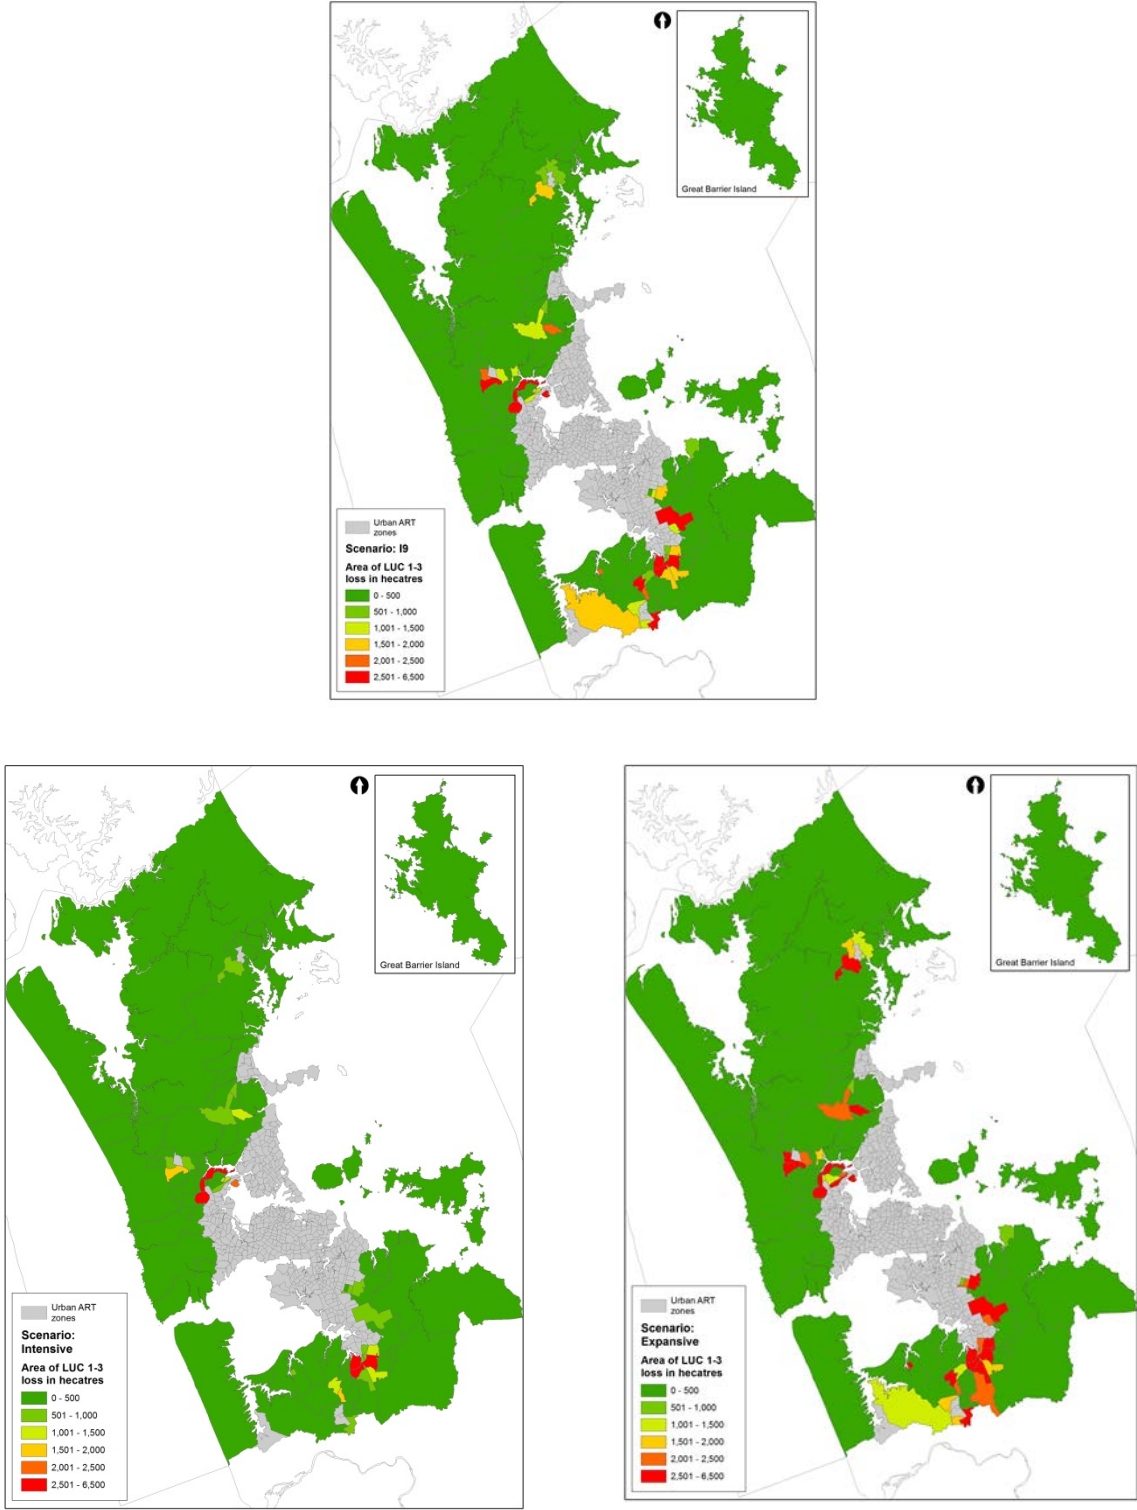 Great Barrier Island
Urban ART
zones
Scenario: I9
Area of LUC 1-3
loss in hecatres
0 - 500
501 - 1,000
1,001 - 1,500
1,501 - 2,000
2,001 - 2,500
2,501 - 6,500
Great Barrier Island
Urban ART
zones
Scenario:
Intensive
Area of LUC 1-3
loss in hecatres
0 - 500
501 - 1,000
1,001 - 1,500
1,501 - 2,000
2,001 - 2,500
2,501 - 6,500
Great Barrier Island
Urban ART
zones
Scenario:
Expansive
Area of LUC 1-3
loss in hecatres
0 - 500
501 - 1,000
1,001 - 1,500
1,501 - 2,000
2,001 - 2,500
2,501 - 6,500